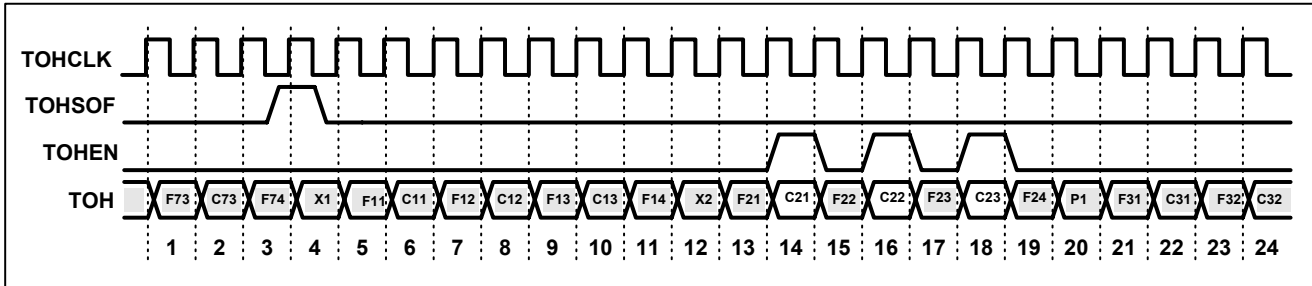 TOHCLK
TOHSOF
TOHEN
TOH F73 C73 F74 X1 F11 C11 F12 C12 F13 C13 F14 X2 F21 C21 F22 C22 F23 C23 F24 P1 F31 C31 F32 C32
1 2 3 4 5 6 7 8 9 10 11 12 13 14 15 16 17 18 19 20 21 22 23 24